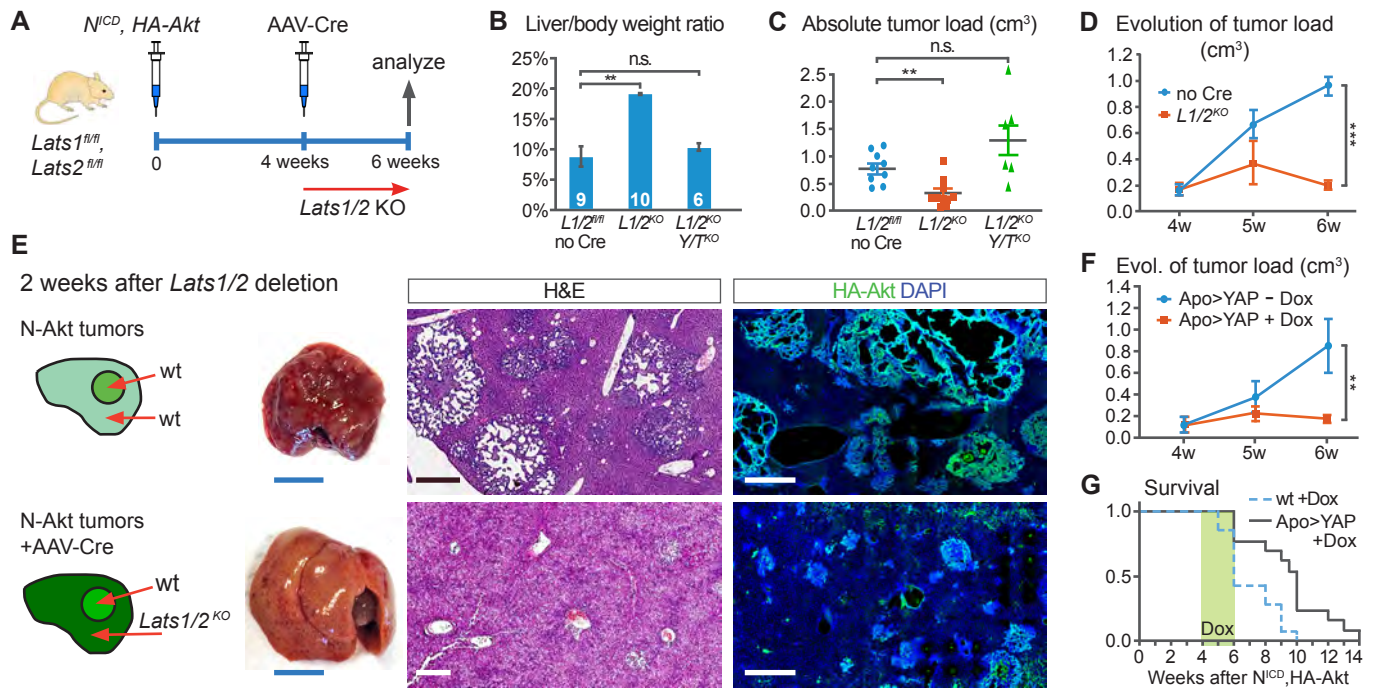 A
N^ICD, HA-Akt
AAV-Cre
analyze
Lats1^fl/fl,
Lats2^fl/fl
0
4 weeks
6 weeks
Lats1/2 KO
B
Liver/body weight ratio
25%
20%
15%
10%
5%
0%
n.s.
**
9
10
6
L1/2^fl/fl
no Cre
L1/2^KO
L1/2^KO
Y/T^KO
C
Absolute tumor load (cm³)
n.s.
**
2.5
2.0
1.5
1.0
0.5
0.0
L1/2^fl/fl
no Cre
L1/2^KO
L1/2^KO
Y/T^KO
D
Evolution of tumor load
(cm³)
1.2
1.0
0.8
0.6
0.4
0.2
0.0
no Cre
L1/2^KO
***
4w
5w
6w
E
2 weeks after Lats1/2 deletion
H&E
HA-Akt DAPI
N-Akt tumors
wt
wt
N-Akt tumors
+AAV-Cre
wt
Lats1/2^KO
F
Evol. of tumor load (cm³)
1.4
1.2
1.0
0.8
0.6
0.4
0.2
0.0
Apo>YAP - Dox
Apo>YAP + Dox
**
4w
5w
6w
G
Survival
wt +Dox
Apo>YAP
+Dox
1.0
0.5
0.0
Dox
0 2 4 6 8 10 12 14
Weeks after N^ICD,HA-Akt